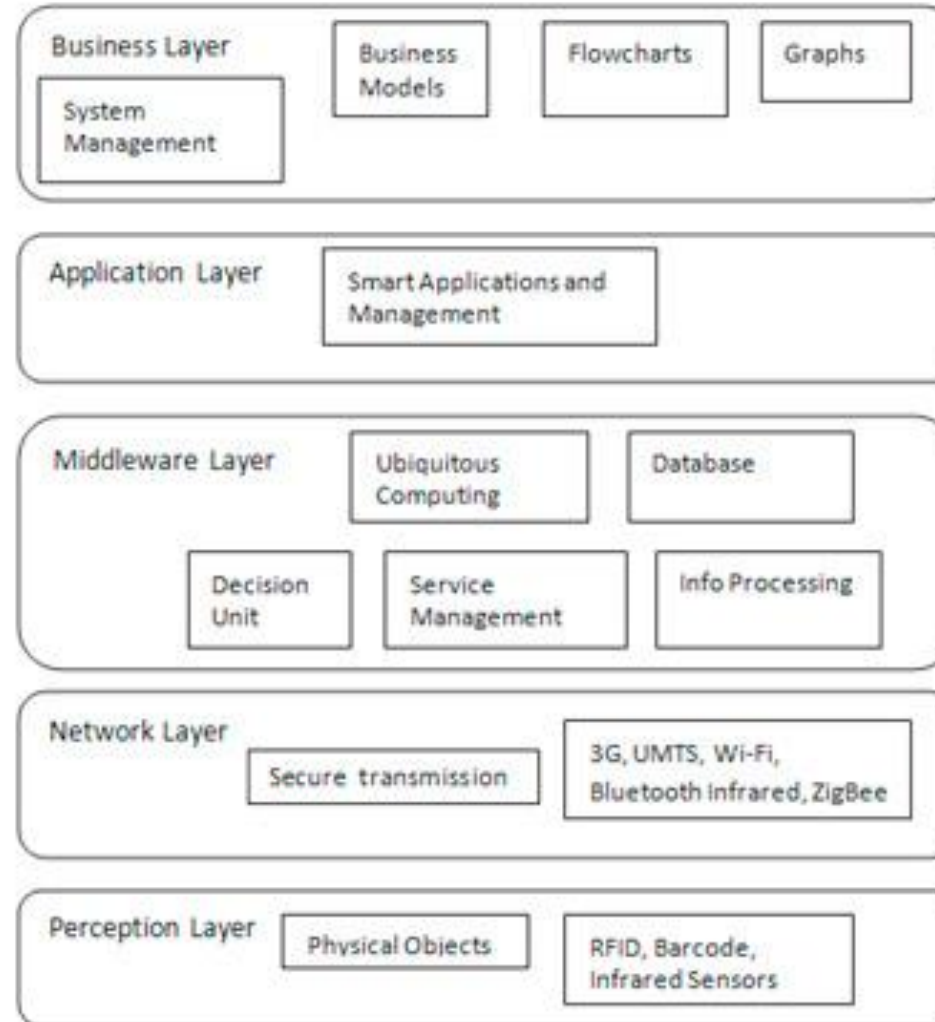 Business Layer
Business
Models
Flowcharts
Graphs
System
Management
Application Layer
Smart Applications and
Management
Middleware Layer
Ubiquitous
Computing
Database
Decision
Unit
Service
Management
Info Processing
Network Layer
Secure transmission
3G, UMTS, Wi-Fi,
Bluetooth Infrared, ZigBee
Perception Layer
Physical Objects
RFID, Barcode,
Infrared Sensors